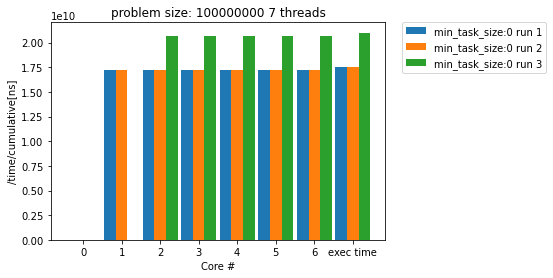 problem size: 100000000 7 threads
1e10
2.00
1.75
1.50
1.25
1.00
0.75
0.50
0.25
0.00
/time/cumulative[ns]
0 1 2 3 4 5 6 exec time
Core #
min_task_size:0 run 1
min_task_size:0 run 2
min_task_size:0 run 3